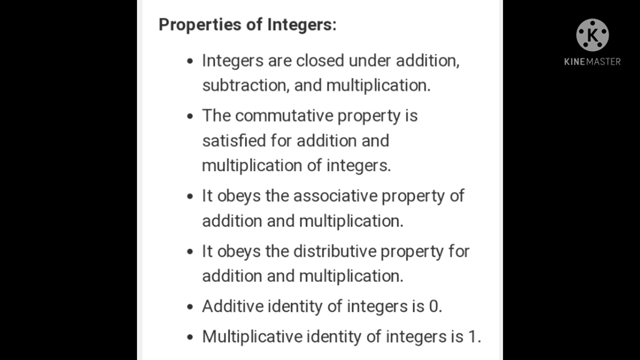 Properties of Integers:
K
KINEMASTER
• Integers are closed under addition,
subtraction, and multiplication.
• The commutative property is
satisfied for addition and
multiplication of integers.
• It obeys the associative property of
addition and multiplication.
• It obeys the distributive property for
addition and multiplication.
• Additive identity of integers is 0.
• Multiplicative identity of integers is 1.